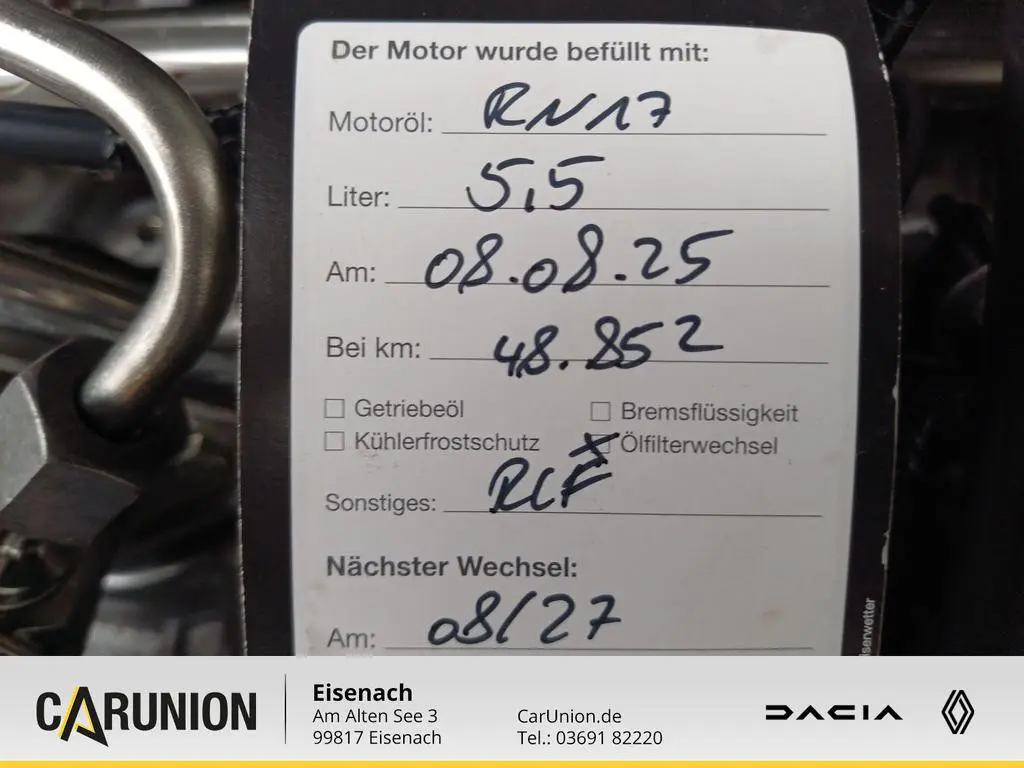 Der Motor wurde befüllt mit:
Motoröl: RN17
Liter: 5,5
Am: 08.08.25
Bei km: 48.852
☐ Getriebeöl ☐ Bremsflüssigkeit
☐ Kühlerfrostschutz ☒ Ölfilterwechsel
Sonstiges: RCF
Nächster Wechsel:
Am: 08/27
CARUNION
Eisenach
Am Alten See 3
99817 Eisenach
CarUnion.de
Tel.: 03691 82220
DACIA